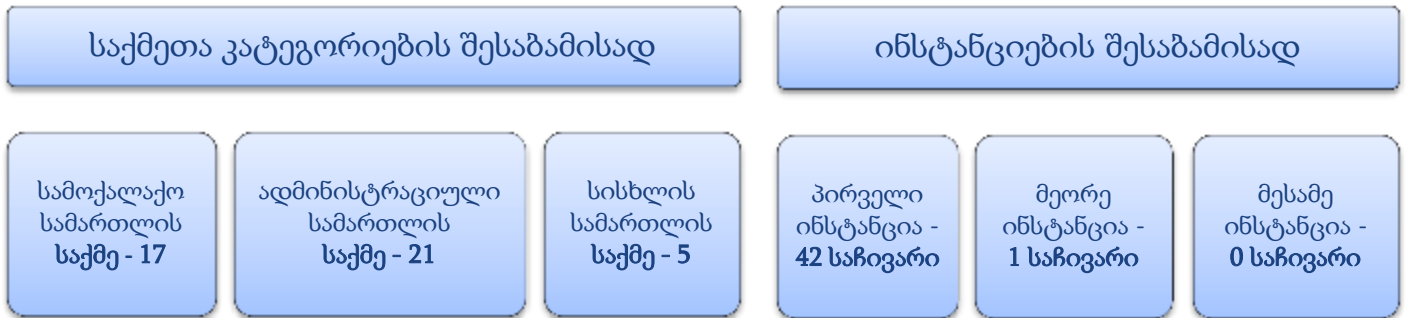 საქმეთა კატეგორიების შესაბამისად
სამოქალაქო
სამართლის
საქმე - 17
ადმინისტრაციული
სამართლის
საქმე - 21
სისხლის
სამართლის
საქმე - 5
ინსტანციების შესაბამისად
პირველი
ინსტანცია -
42 საჩივარი
მეორე
ინსტანცია -
1 საჩივარი
მესამე
ინსტანცია -
0 საჩივარი